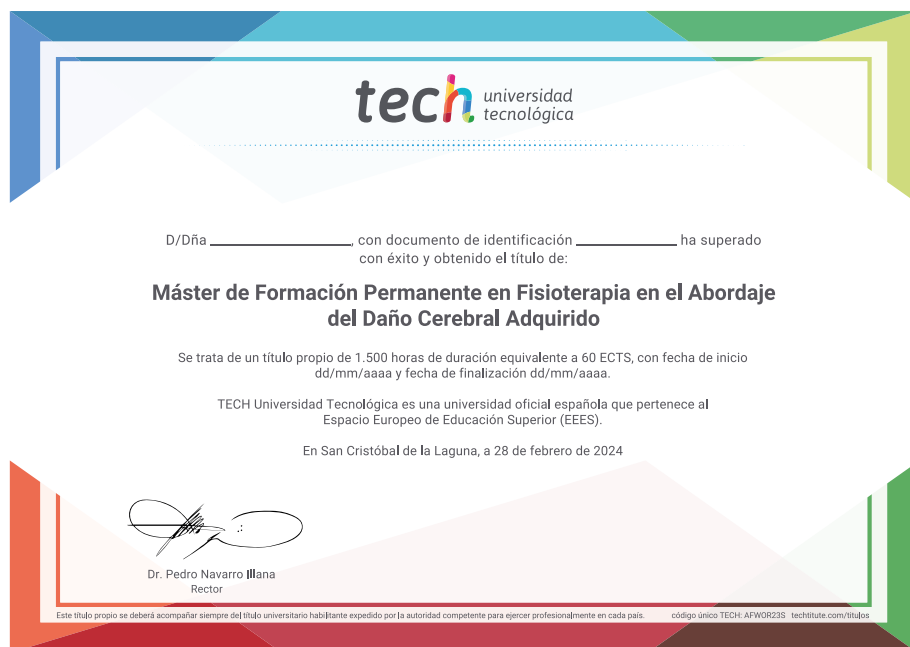 tech universidad
tecnológica
D/Dña ______________, con documento de identificación ______________ ha superado
con éxito y obtenido el título de:
Máster de Formación Permanente en Fisioterapia en el Abordaje
del Daño Cerebral Adquirido
Se trata de un título propio de 1.500 horas de duración equivalente a 60 ECTS, con fecha de inicio
dd/mm/aaaa y fecha de finalización dd/mm/aaaa.
TECH Universidad Tecnológica es una universidad oficial española que pertenece al
Espacio Europeo de Educación Superior (EEES).
En San Cristóbal de la Laguna, a 28 de febrero de 2024
Dr. Pedro Navarro Illana
Rector
Este título propio se deberá acompañar siempre del título universitario habilitante expedido por la autoridad competente para ejercer profesionalmente en cada país. código único TECH: AFWOR23S techtitute.com/titulos